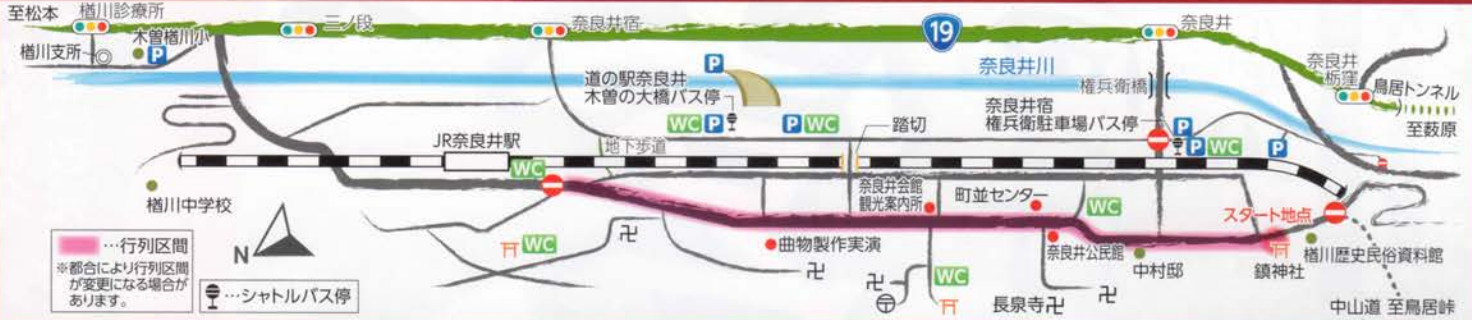 至松本
楢川診療所
三ノ段
奈良井宿
19
奈良井
楢川支所
木曽楢川小
P
奈良井川
奈良井
栃窪
鳥居トンネル
至薮原
P
道の駅奈良井
木曽の大橋バス停
権兵衛橋
奈良井宿
権兵衛駐車場バス停
WC P
P WC
踏切
P
P WC
P
JR奈良井駅
WC
地下歩道
楢川中学校
奈良井会館
観光案内所
町並センター
WC
スタート地点
…行列区間
※都合により行列区間
が変更になる場合が
あります。
N
…シャトルバス停
WC
曲物製作実演
奈良井公民館
中村邸
鎮神社
楢川歴史民俗資料館
WC
長泉寺
中山道 至鳥居峠